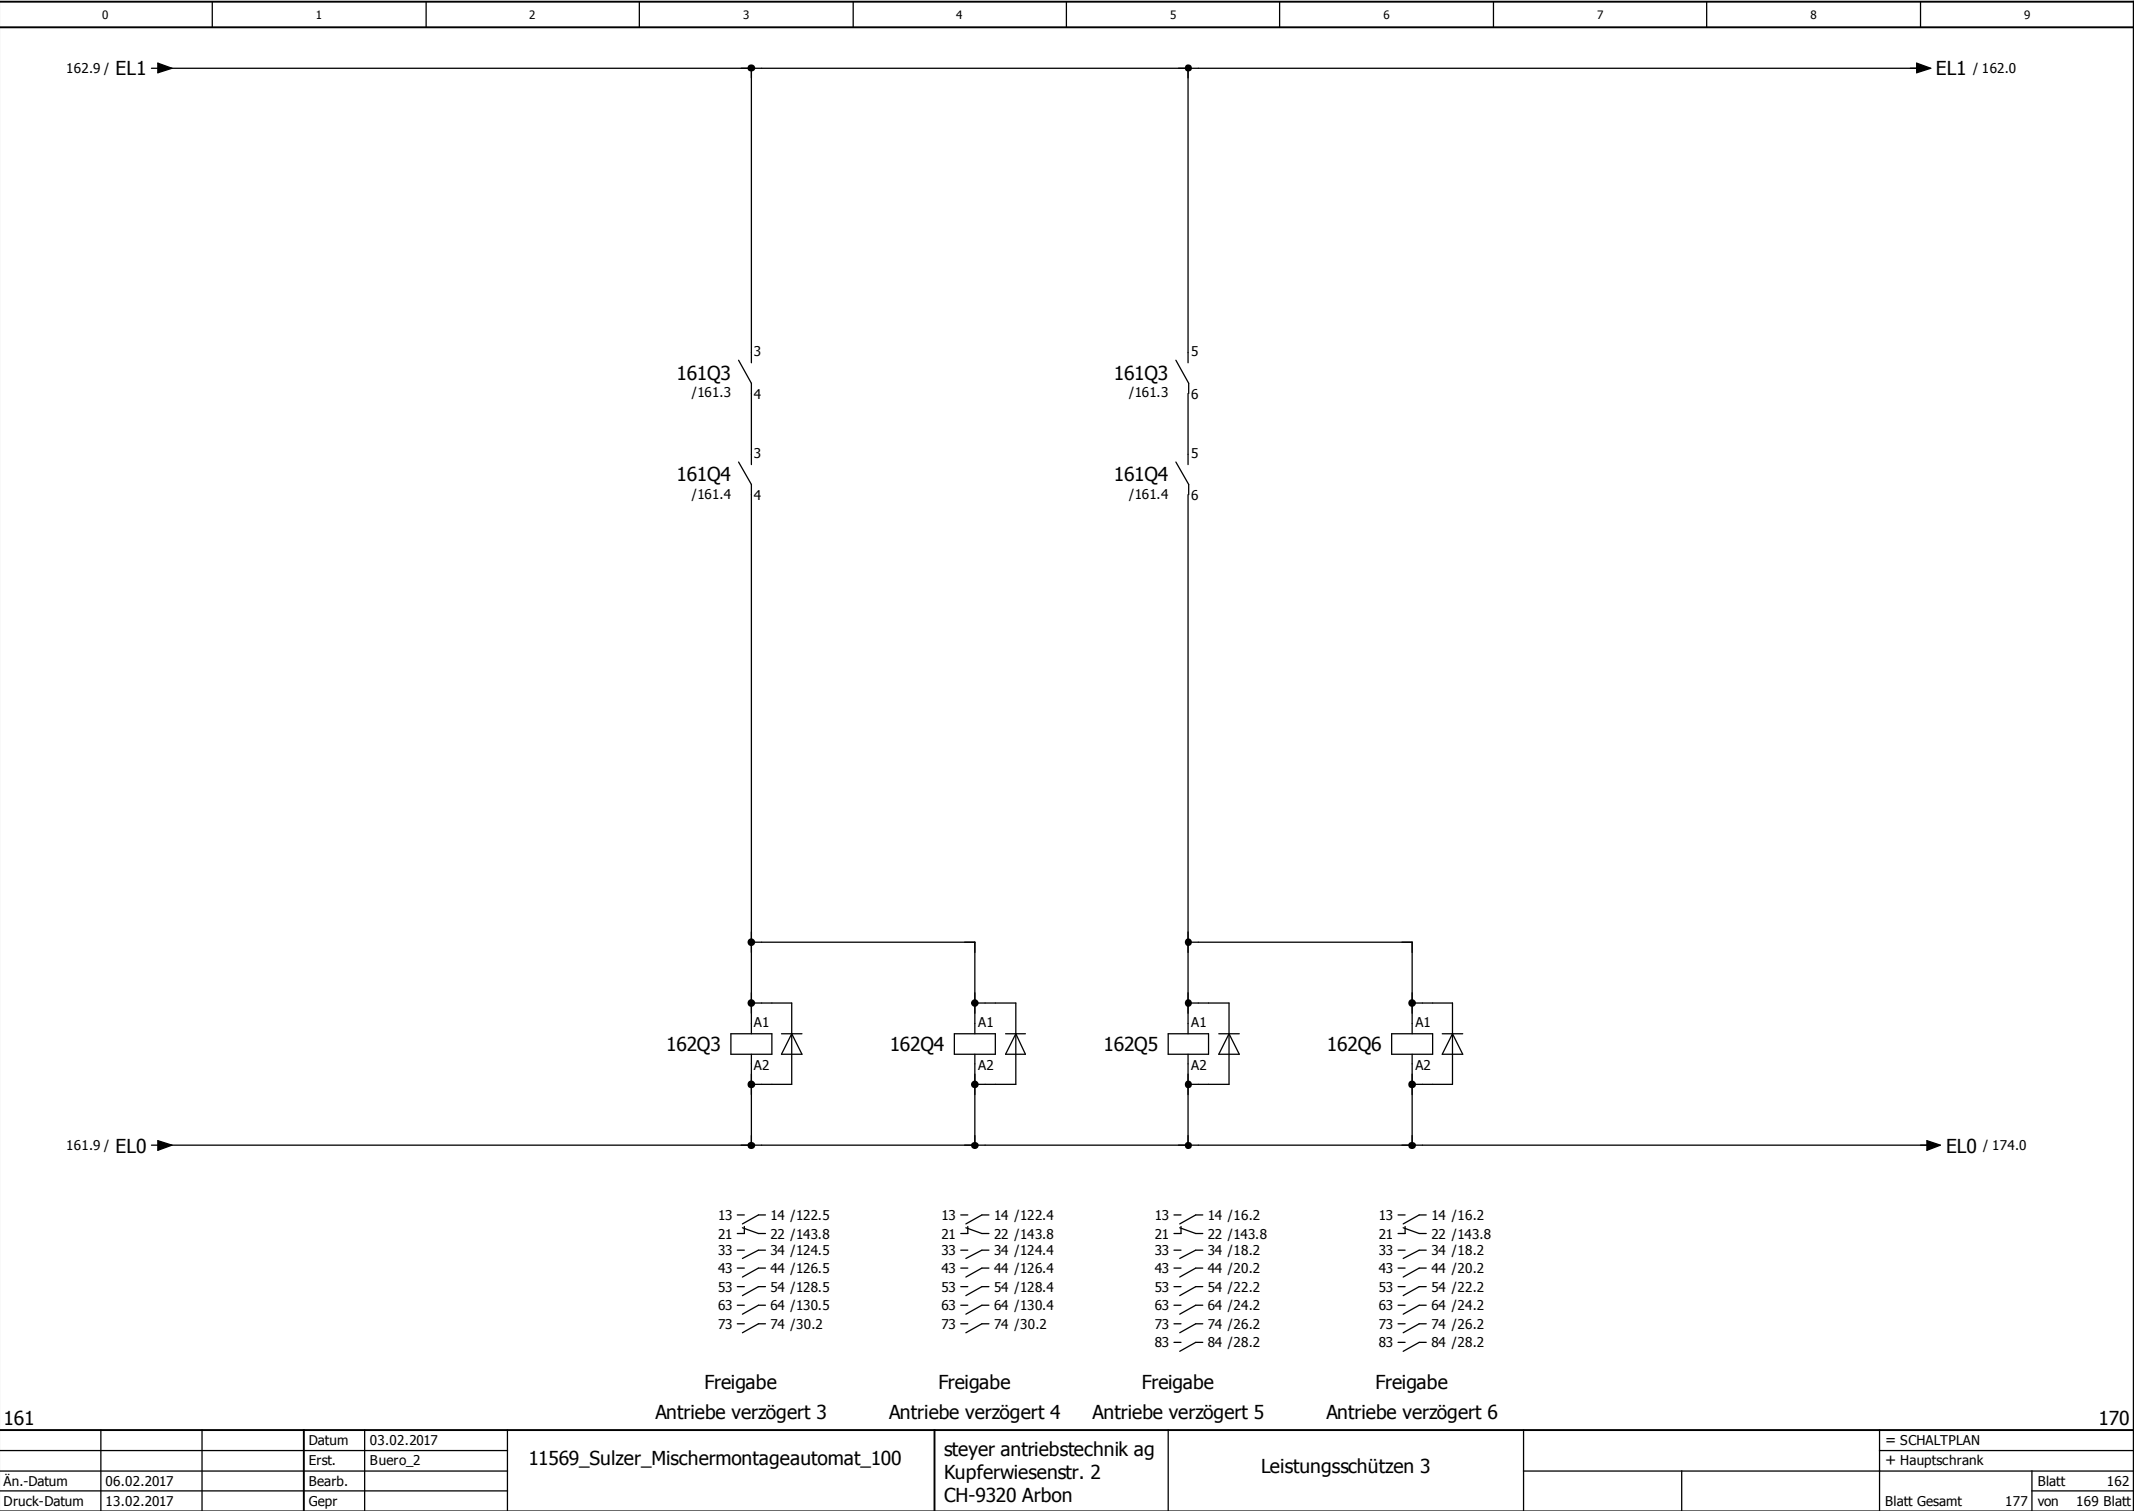 0 1 2 3 4 5 6 7 8 9
162.9 / EL1 EL1 / 162.0
3 5
161Q3 161Q3
/161.3 4 /161.3 6
3 5
161Q4 161Q4
/161.4 4 /161.4 6
A1 A1 A1 A1
162Q3 162Q4 162Q5 162Q6
A2 A2 A2 A2
161.9 / EL0 EL0 / 174.0
13 14 /122.5 13 14 /122.4 13 14 /16.2 13 14 /16.2
21 22 /143.8 21 22 /143.8 21 22 /143.8 21 22 /143.8
33 34 /124.5 33 34 /124.4 33 34 /18.2 33 34 /18.2
43 44 /126.5 43 44 /126.4 43 44 /20.2 43 44 /20.2
53 54 /128.5 53 54 /128.4 53 54 /22.2 53 54 /22.2
63 64 /130.5 63 64 /130.4 63 64 /24.2 63 64 /24.2
73 74 /30.2 73 74 /30.2 73 74 /26.2 73 74 /26.2
83 84 /28.2 83 84 /28.2
Freigabe Freigabe Freigabe Freigabe
Antriebe verzögert 3 Antriebe verzögert 4 Antriebe verzögert 5 Antriebe verzögert 6
161 170
Datum 03.02.2017
Erst. Buero_2
Än.-Datum 06.02.2017 Bearb.
Druck-Datum 13.02.2017 Gepr
11569_Sulzer_Mischermontageautomat_100
steyer antriebstechnik ag
Kupferwiesenstr. 2
CH-9320 Arbon
Leistungsschützen 3
= SCHALTPLAN
+ Hauptschrank
Blatt 162
Blatt Gesamt 177 von 169 Blatt